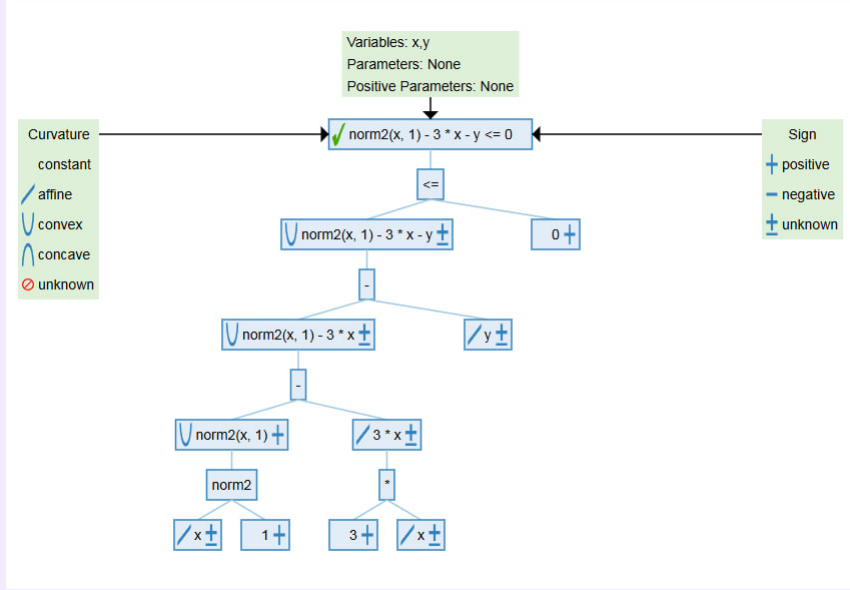 Variables: x,y
Parameters: None
Positive Parameters: None
Curvature
constant
affine
convex
concave
unknown
norm2(x, 1) - 3 * x - y <= 0
Sign
+ positive
- negative
± unknown
<=
norm2(x, 1) - 3 * x - y ±
0 +
-
norm2(x, 1) - 3 * x ±
y ±
-
norm2(x, 1) +
3 * x ±
norm2
*
x ±
1 +
3 +
x ±